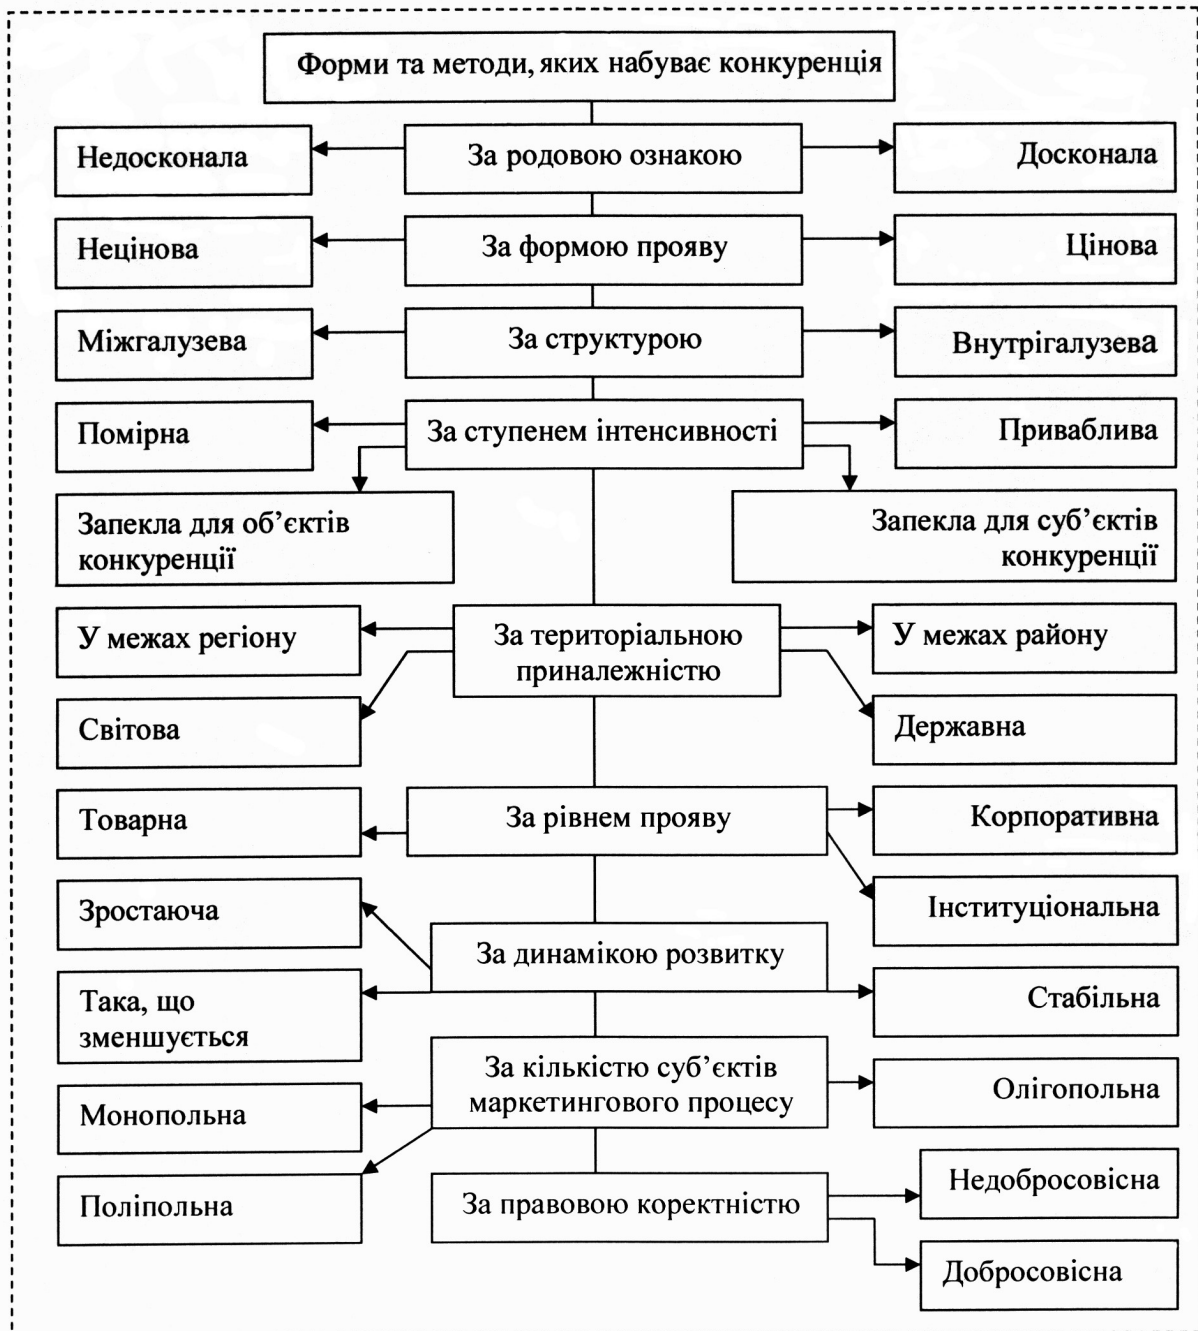 Форми та методи, яких набуває конкуренція
Недосконала
За родовою ознакою
Досконала
Нецінова
За формою прояву
Цінова
Міжгалузева
За структурою
Внутрігалузева
Помірна
За ступенем інтенсивності
Приваблива
Запекла для об’єктів
конкуренції
Запекла для суб’єктів
конкуренції
У межах регіону
За територіальною
приналежністю
У межах району
Світова
Державна
Товарна
За рівнем прояву
Корпоративна
Зростаюча
Інституціональна
За динамікою розвитку
Така, що
зменшується
Стабільна
За кількістю суб’єктів
маркетингового процесу
Олігопольна
Монопольна
Поліпольна
За правовою коректністю
Недобросовісна
Добросовісна